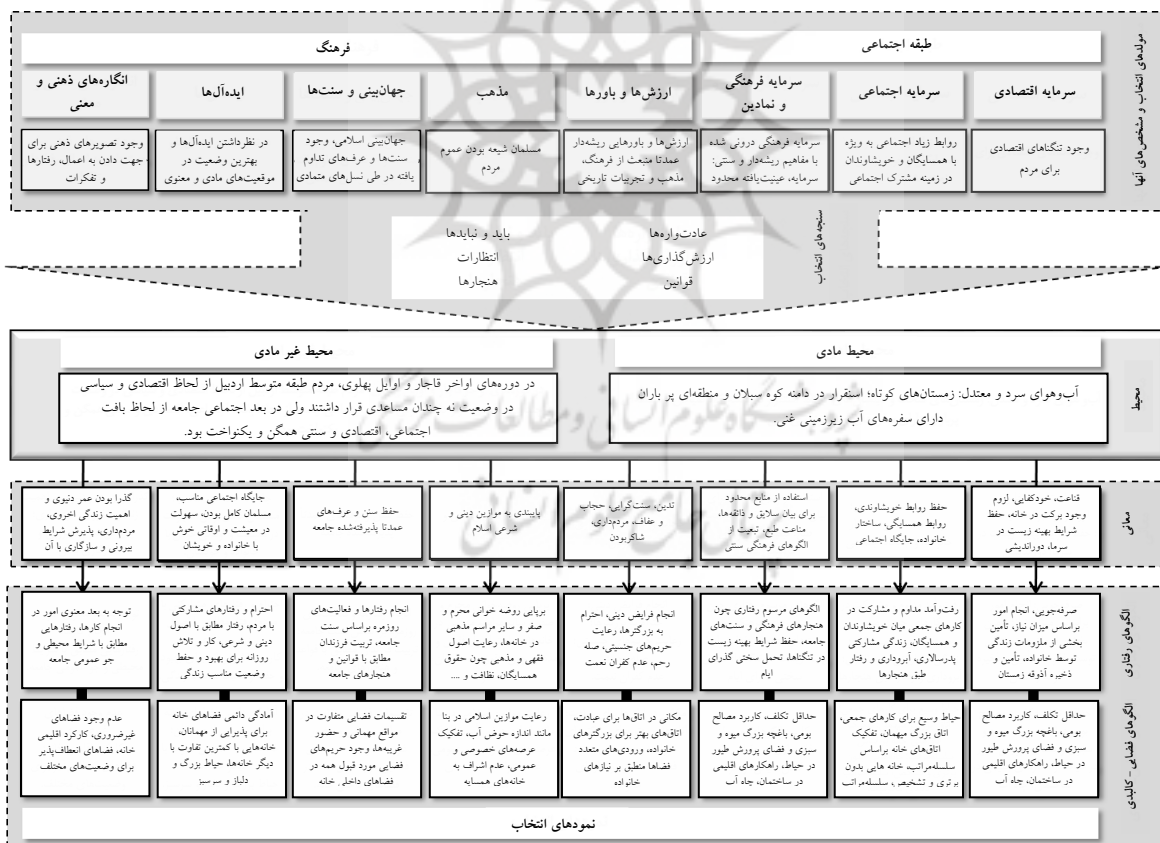 مولدهای انتخاب و مشخص‌های آنها
طبقه اجتماعی
فرهنگ
سرمایه اقتصادی
سرمایه اجتماعی
سرمایه فرهنگی
و نمادین
ارزش‌ها و باورها
مذهب
جهان‌بینی و سنت‌ها
ایده‌آل‌ها
انگاره‌های ذهنی و
معنی
وجود تنگناهای اقتصادی
برای مردم
روابط زیاد اجتماعی به ویژه
با همسایگان و خویشاوندان
در زمینه مشترک اجتماعی
سرمایه فرهنگی درونی شده
با مفاهیم ریشه‌دار و سنتی؛
سرمایه، عینیت‌یافته محدود
ارزش‌ها و باورهایی ریشه‌دار
عمدتا منبعث از فرهنگ،
مذهب و تجربیات تاریخی
مسلمان شیعه بودن عموم
مردم
جهان‌بینی اسلامی، وجود
سنت‌ها و عرف‌های تداوم
یافته در طی نسل‌های متمادی
در نظرداشتن ایده‌آل‌ها و
بهترین وضعیت در
موقعیت‌های مادی و معنوی
وجود تصویرهای ذهنی برای
جهت دادن به اعمال، رفتارها
و تفکرات
سنجه‌های انتخاب
عادت‌واره‌ها
ارزش‌گذاری‌ها
قوانین
باید و نبایدها
انتظارات
هنجارها
محیط
محیط مادی
آب‌وهوای سرد و معتدل: زمستان‌های کوتاه؛ استقرار در دامنه کوه سبلان و منطقه‌ای پر باران
دارای سفره‌های آب زیرزمینی غنی.
محیط غیر مادی
در دوره‌های اواخر قاجار و اوایل پهلوی، مردم طبقه متوسط اردبیل از لحاظ اقتصادی و سیاسی
در وضعیت نه چندان مساعدی قرار داشتند ولی در بعد اجتماعی جامعه از لحاظ بافت
اجتماعی، اقتصادی و سنتی همگن و یکنواخت بود.
پژوهشگاه علوم انسانی و مطالعات فرهنگی
پرتال جامع علوم انسانی
معانی
قناعت، خودکفایی، لزوم
وجود برکت در خانه، حفظ
شرایط بهینه زیست در
سرما، دوراندیشی
حفظ روابط خویشاوندی،
روابط همسایگی، ساختار
خانواده، جایگاه اجتماعی
استفاده از منابع محدود
برای بیان سلایق و ذائقه‌ها،
مناعت طبع، تبعیت از
الگوهای فرهنگی سنتی
تدین، سنت‌گرایی، حجاب
و عفاف، مردم‌داری،
شاکربودن
پایبندی به موازین دینی و
شرعی اسلام
حفظ سنن و عرف‌های
عمدتا پذیرفته‌شده جامعه
جایگاه اجتماعی مناسب،
مسلمان کامل بودن، سهولت
در معیشت و اوقاتی خوش
با خانواده و خویشان
گذرا بودن عمر دنیوی و
اهمیت زندگی اخروی،
مردم‌داری، پذیرش شرایط
بیرونی و سازگاری با آن
الگوهای رفتاری
صرفه‌جویی، انجام امور
براساس میزان نیاز، تأمین
بخشی از ملزومات زندگی
توسط خانواده، تأمین و
ذخیره آذوقه زمستان
رفت‌وآمد مداوم و مشارکت در
کارهای جمعی میان خویشاوندان
و همسایگان، زندگی مشارکتی
پدرسالاری، آبروداری و رفتار
طبق هنجارها
الگوهای مرسوم رفتاری چون
هنجارهای فرهنگی و سنت‌های
جامعه، حفظ شرایط بهینه زیست
در تنگناها، تحمل سختی گذرای
ایام
انجام فرایض دینی، احترام
به بزرگترها، رعایت
حریم‌های جنسیتی، صله
رحم، عدم کفران نعمت
برپایی روضه خوانی محرم و
صفر و سایر مراسم مذهبی
در خانه‌ها، رعایت اصول
فقهی و مذهبی چون حقوق
همسایگان، نظافت و ....
انجام رفتارها و فعالیت‌های
روزمره براساس سنت
جامعه، تربیت فرزندان
مطابق با قوانین و
هنجارهای جامعه
احترام و رفتارهای مشارکتی
با مردم، رفتار مطابق با اصول
دینی و شرعی، کار و تلاش
روزانه برای بهبود و حفظ
وضعیت مناسب زندگی
توجه به بعد معنوی امور در
انجام کارها، رفتارهایی
مطابق با شرایط محیطی و
جو عمومی جامعه
الگوهای فضایی - کالبدی
حداقل تکلف، کاربرد مصالح
بومی، باغچه بزرگ میوه و
سبزی و فضای پرورش طیور
در حیاط، راهکارهای اقلیمی
در ساختمان، چاه آب
حیاط وسیع برای کارهای جمعی،
اتاق بزرگ میهمان، تفکیک
اتاق‌های خانه براساس
سلسله‌مراتب، خانه هایی بدون
برتری و تشخیص، سلسله‌مراتب
حداقل تکلف، کاربرد مصالح
بومی، باغچه بزرگ میوه و
سبزی و فضای پرورش طیور
در حیاط، راهکارهای اقلیمی
در ساختمان، چاه آب
مکانی در اتاق‌ها برای عبادت،
اتاق‌های بهتر برای بزرگترهای
خانواده، ورودی‌های متعدد
فضاها منطبق بر نیازهای
خانواده
رعایت موازین اسلامی در بنا
مانند اندازه حوض آب، تفکیک
عرصه‌های خصوصی و
عمومی، عدم اشراف به
خانه‌های همسایه
تقسیمات فضایی متفاوت در
مواقع مهمانی و حضور
غریبه‌ها، وجود حریم‌های
فضایی مورد قبول همه در
فضاهای داخلی خانه
آمادگی دائمی فضاهای خانه
برای پذیرایی از مهمانان،
خانه‌هایی با کمترین تفاوت با
دیگر خانه‌ها، حیاط بزرگ و
دلباز و سرسبز
عدم وجود فضاهای
غیرضروری، کارکرد اقلیمی
خانه، فضاهای انعطاف‌پذیر
برای وضعیت‌های مختلف
نمودهای انتخاب